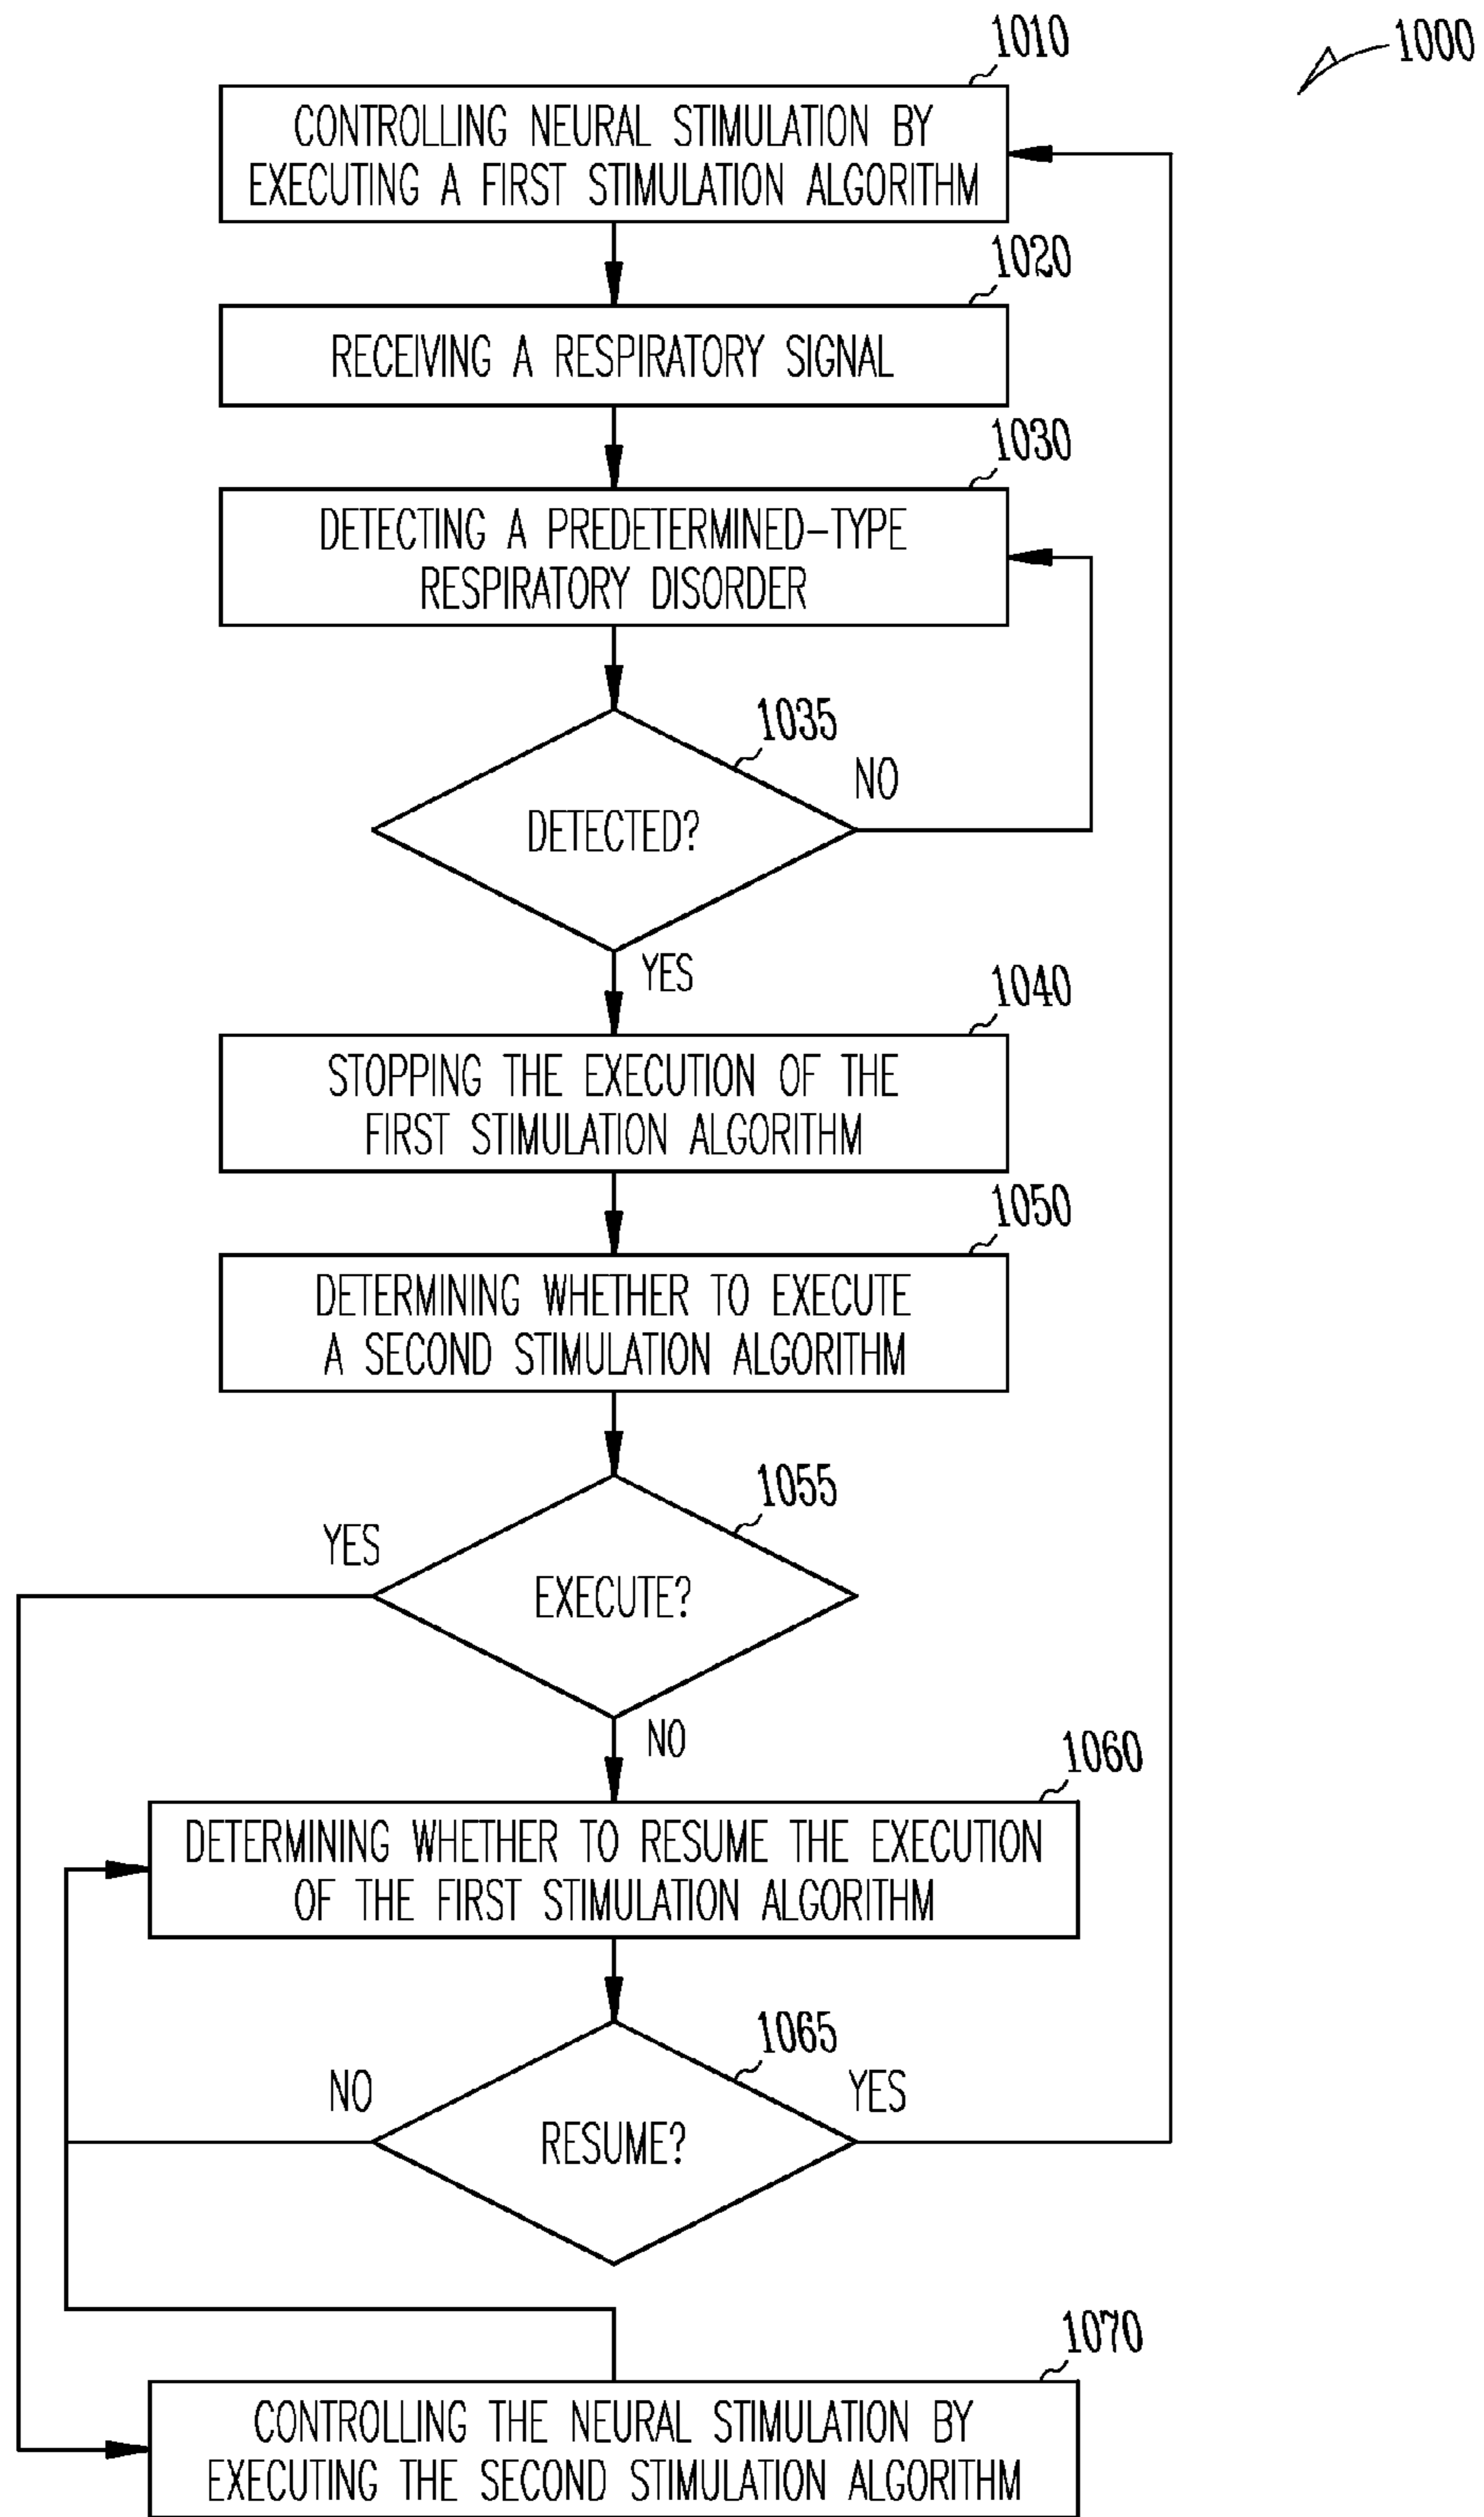 1000
1010
CONTROLLING NEURAL STIMULATION BY
EXECUTING A FIRST STIMULATION ALGORITHM
1020
RECEIVING A RESPIRATORY SIGNAL
1030
DETECTING A PREDETERMINED-TYPE
RESPIRATORY DISORDER
1035
NO
DETECTED?
YES
1040
STOPPING THE EXECUTION OF THE
FIRST STIMULATION ALGORITHM
1050
DETERMINING WHETHER TO EXECUTE
A SECOND STIMULATION ALGORITHM
1055
YES
EXECUTE?
NO
1060
DETERMINING WHETHER TO RESUME THE EXECUTION
OF THE FIRST STIMULATION ALGORITHM
1065
NO
YES
RESUME?
1070
CONTROLLING THE NEURAL STIMULATION BY
EXECUTING THE SECOND STIMULATION ALGORITHM